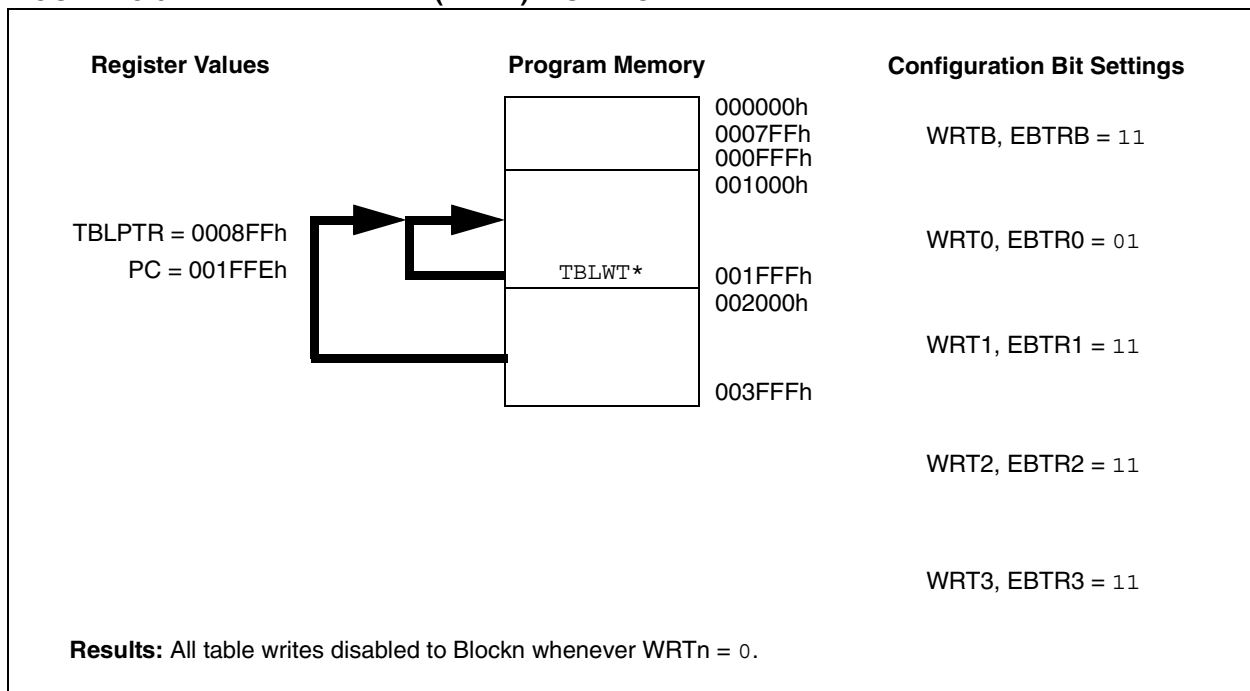 Register Values Program Memory Configuration Bit Settings
000000h
0007FFh
WRTB, EBTRB = 11
000FFFh
001000h
TBLPTR = 0008FFh
WRT0, EBTR0 = 01
PC = 001FFEh
TBLWT*
001FFFh
002000h
WRT1, EBTR1 = 11
003FFFh
WRT2, EBTR2 = 11
WRT3, EBTR3 = 11
Results: All table writes disabled to Blockn whenever WRTn = 0.